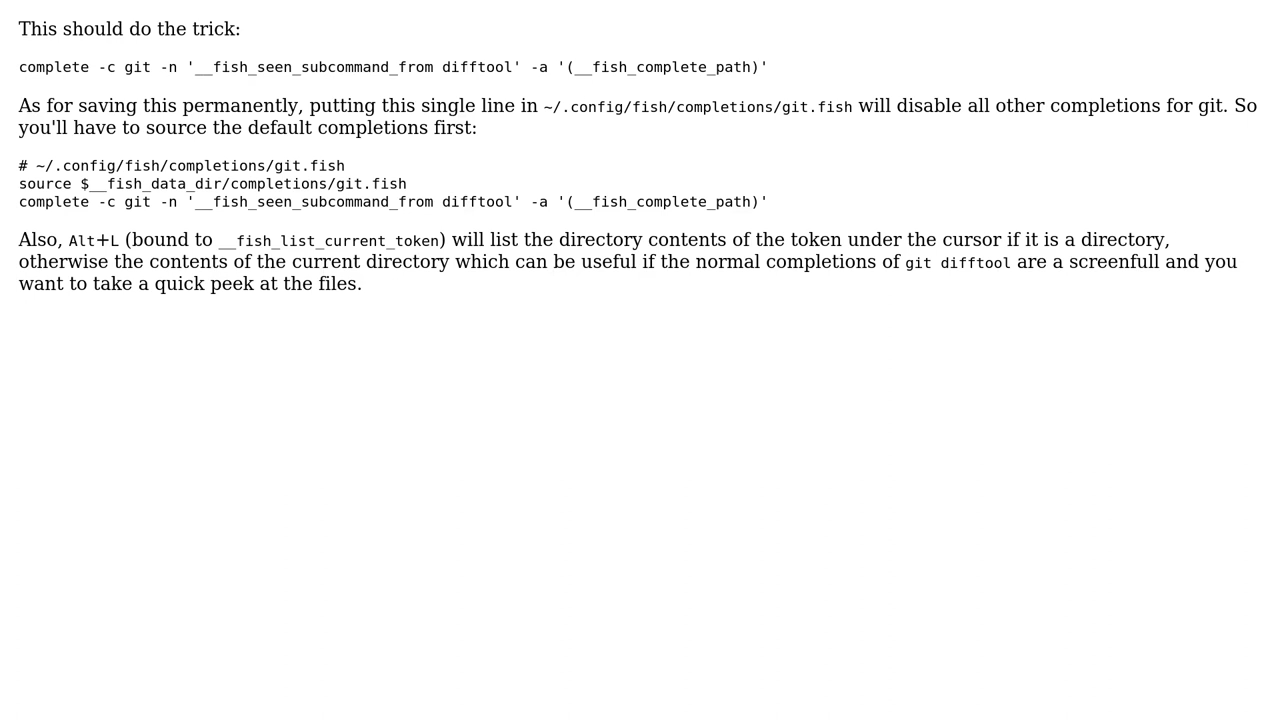 This should do the trick:
complete -c git -n '__fish_seen_subcommand_from difftool' -a '(__fish_complete_path)'
As for saving this permanently, putting this single line in ~/.config/fish/completions/git.fish will disable all other completions for git. So
you'll have to source the default completions first:
# ~/.config/fish/completions/git.fish
source $__fish_data_dir/completions/git.fish
complete -c git -n '__fish_seen_subcommand_from difftool' -a '(__fish_complete_path)'
Also, Alt+L (bound to __fish_list_current_token) will list the directory contents of the token under the cursor if it is a directory,
otherwise the contents of the current directory which can be useful if the normal completions of git difftool are a screenfull and you
want to take a quick peek at the files.